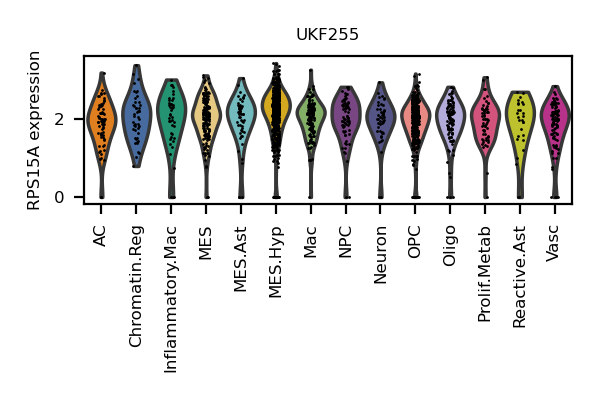 UKF255
RPS15A expression
2
0
AC
Chromatin.Reg
Inflammatory.Mac
MES
MES.Ast
MES.Hyp
Mac
NPC
Neuron
OPC
Oligo
Prolif.Metab
Reactive.Ast
Vasc